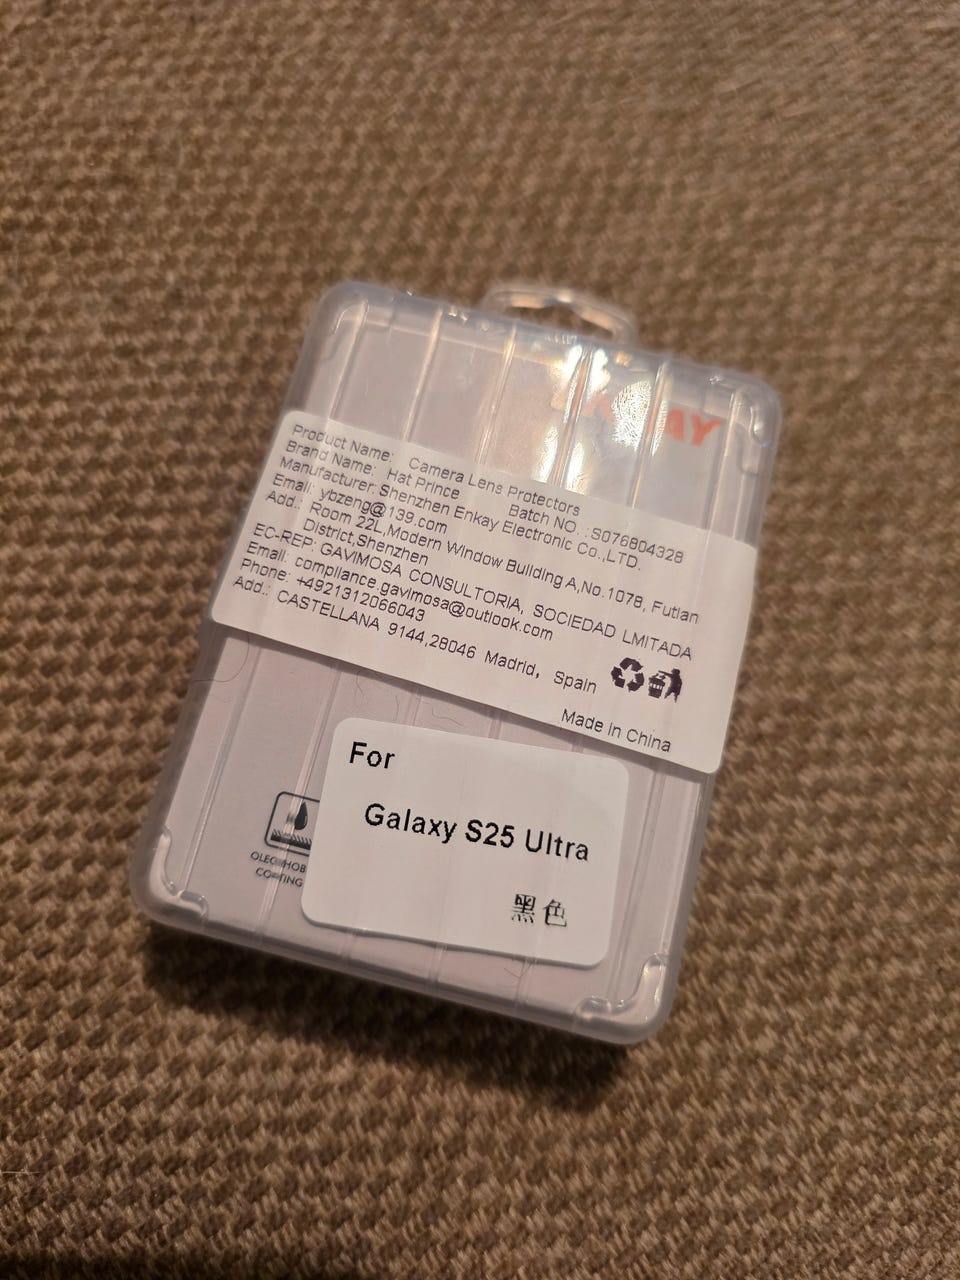 KAY
Product Name: Camera Lens Protectors
Brand Name: Hat Prince Batch NO. :S076804328
Manufacturer: Shenzhen Enkay Electronic Co.,LTD.
Email: ybzeng@139.com
Add.: Room 22L,Modern Window Building A,No.1078, Futian
District,Shenzhen
EC-REP: GAVIMOSA CONSULTORIA, SOCIEDAD LMITADA
Email: compliance.gavimosa@outlook.com
Phone: +4921312066043
Add.: CASTELLANA 9144,28046 Madrid, Spain
Made in China
For
Galaxy S25 Ultra
黑色
COATING